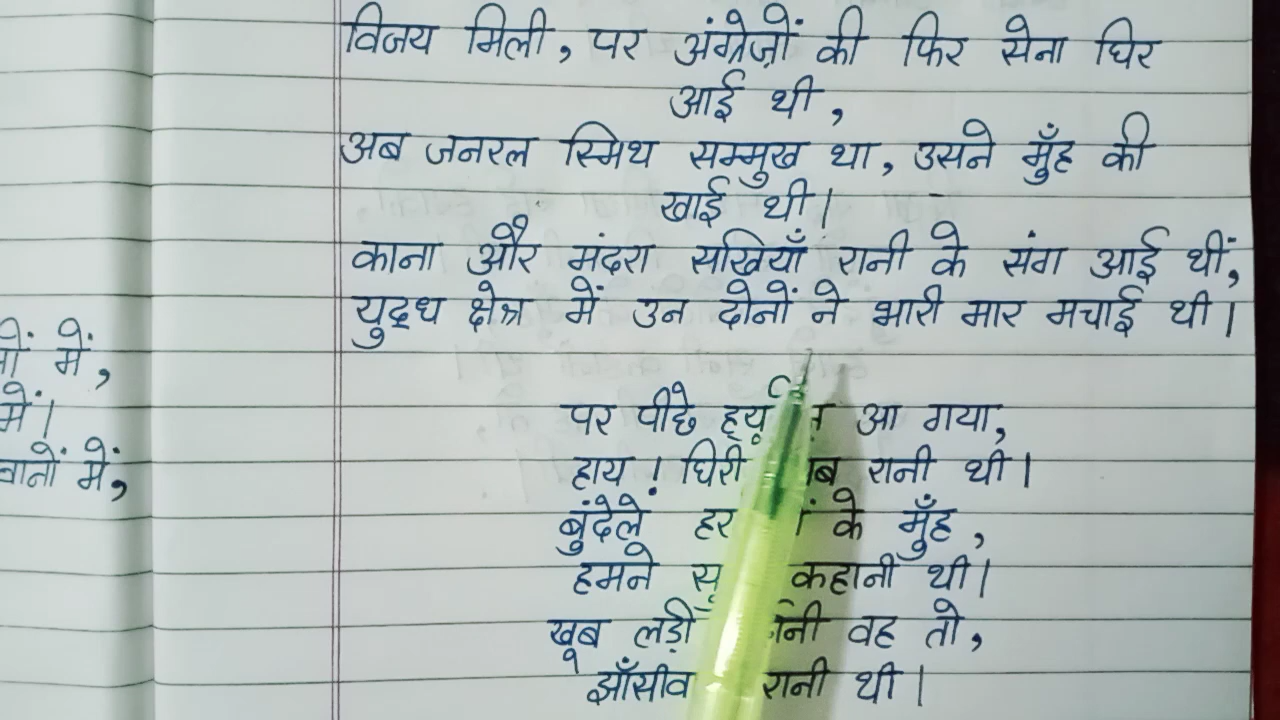 विजय मिली, पर अंग्रेज़ों की फिर सेना घिर
आई थी,
अब जनरल स्मिथ सम्मुख था, उसने मुँह की
खाई थी।
काना और मंदरा सखियाँ रानी के संग आई थीं,
युद्ध क्षेत्र में उन दोनों ने भारी मार मचाई थी।
में,
में।
में,
पर पीछे आ गया,
हाय ! घिरी रानी थी।
बुंदेले के मुँह,
हमने कहानी थी।
खूब लड़ी वह तो,
रानी थी।